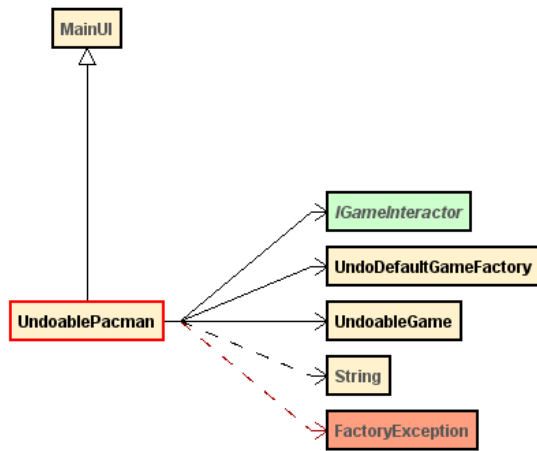 MainUI
IGameInteractor
UndoDefaultGameFactory
UndoablePacman
UndoableGame
String
FactoryException